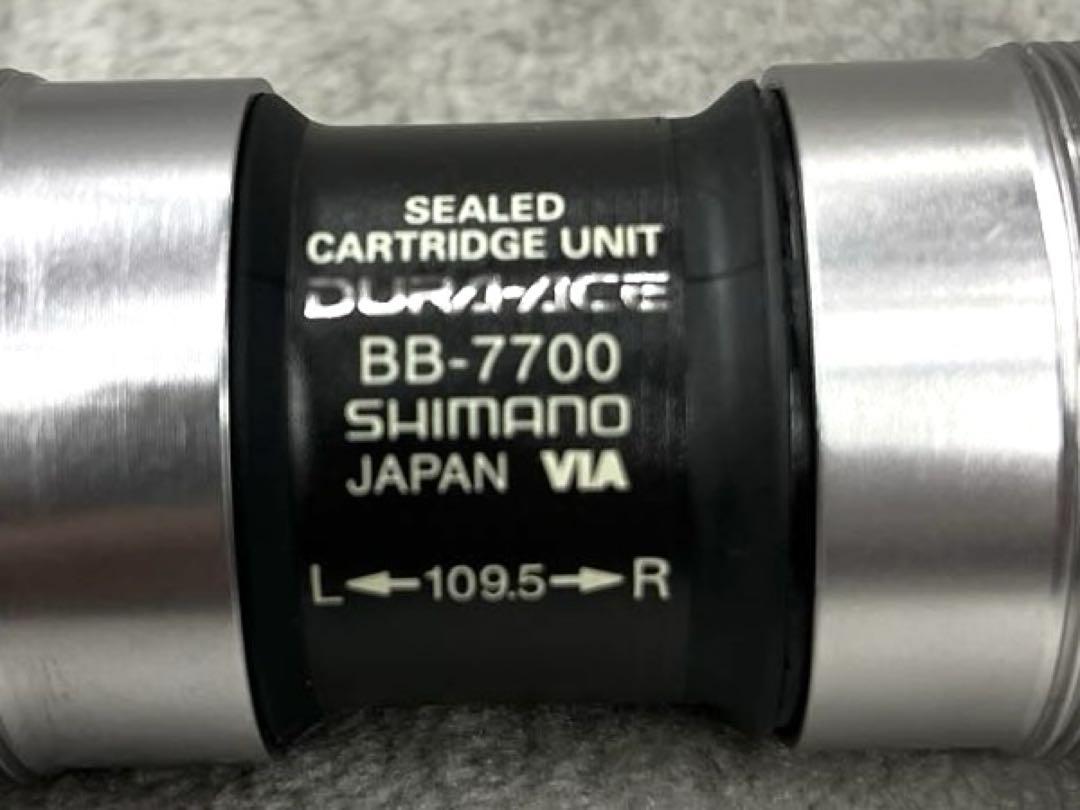 SEALED
CARTRIDGE UNIT
DURA-ACE
BB-7700
SHIMANO
JAPAN VIA
L←109.5→R